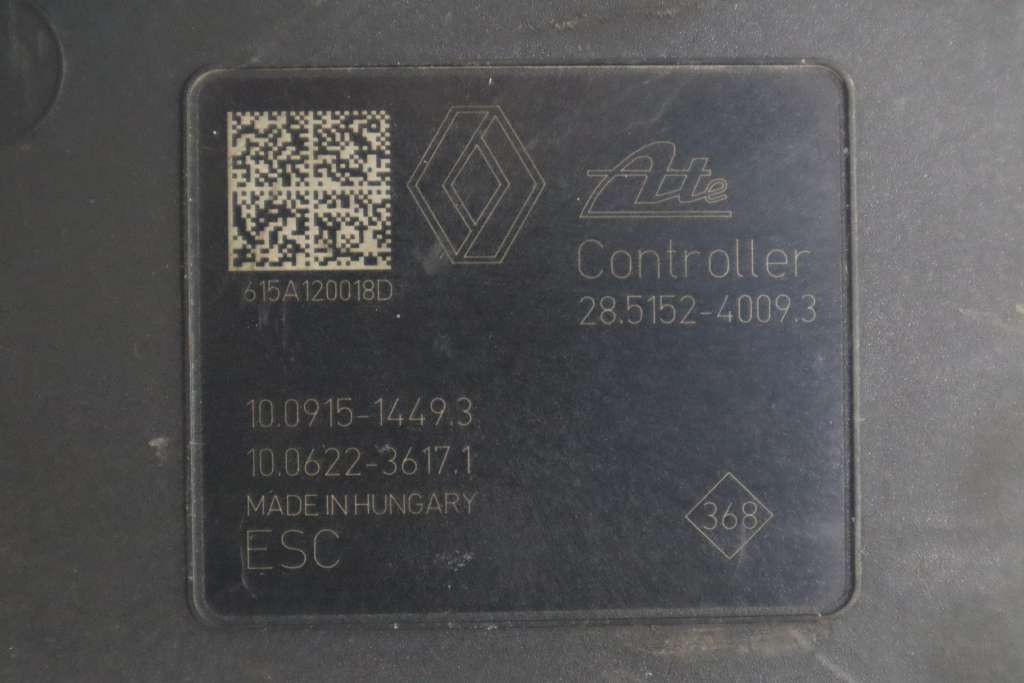 615A120018D
Ate
Controller
28.5152-4009.3
10.0915-1449.3
10.0622-3617.1
MADE IN HUNGARY
ESC
368